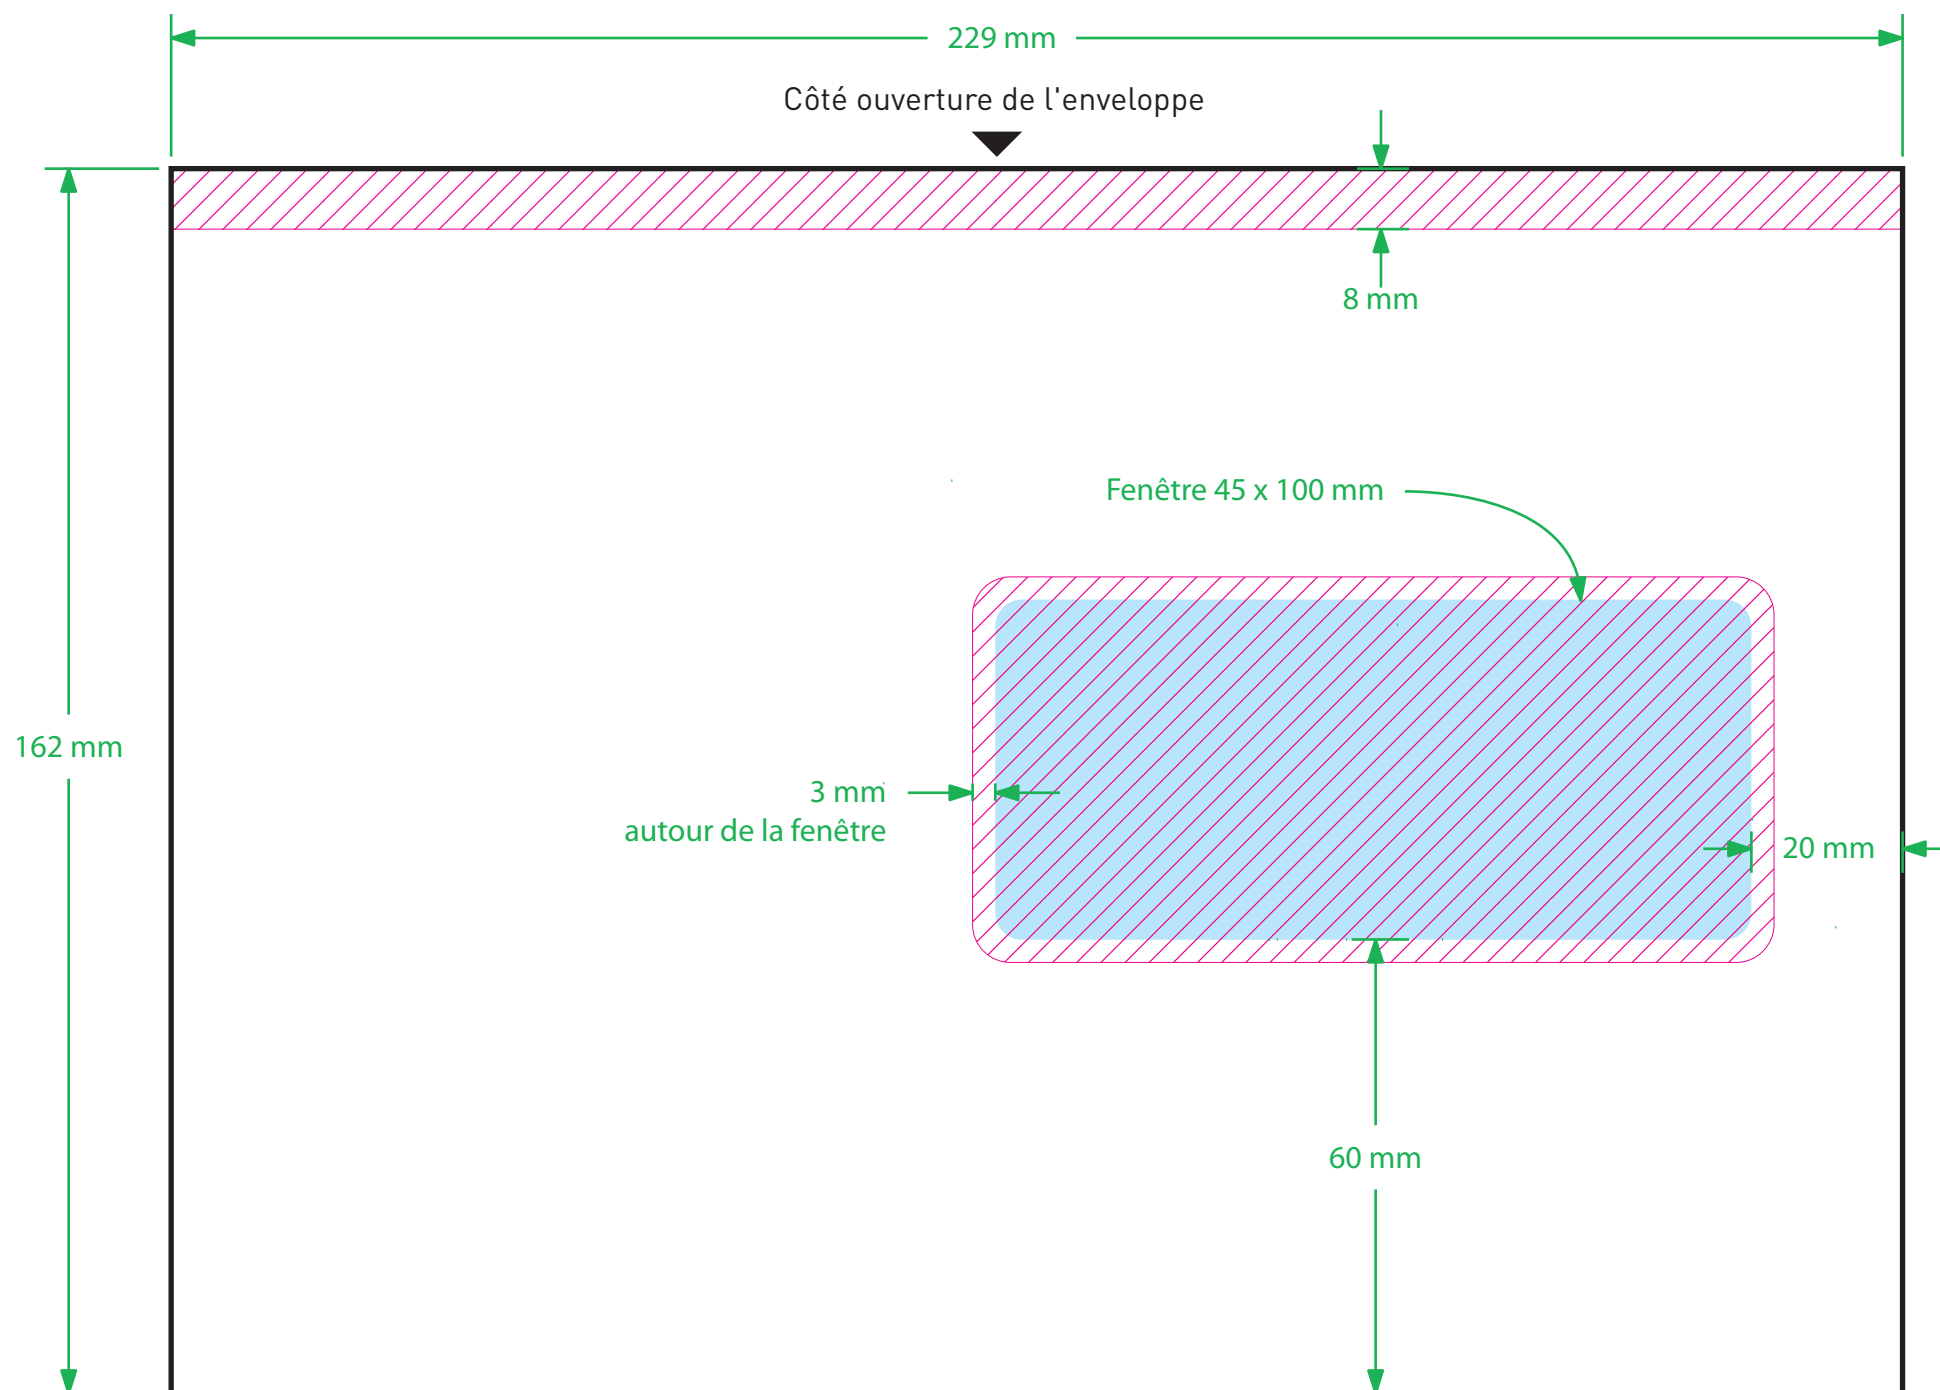 229 mm
Côté ouverture de l'enveloppe
8 mm
Fenêtre 45 x 100 mm
162 mm
3 mm
autour de la fenêtre
20 mm
60 mm